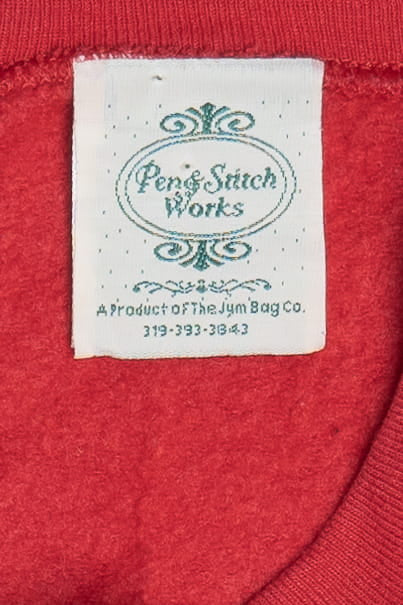 Pen & Stitch
Works
A Product of The Jym Bag Co.
319-393-3843